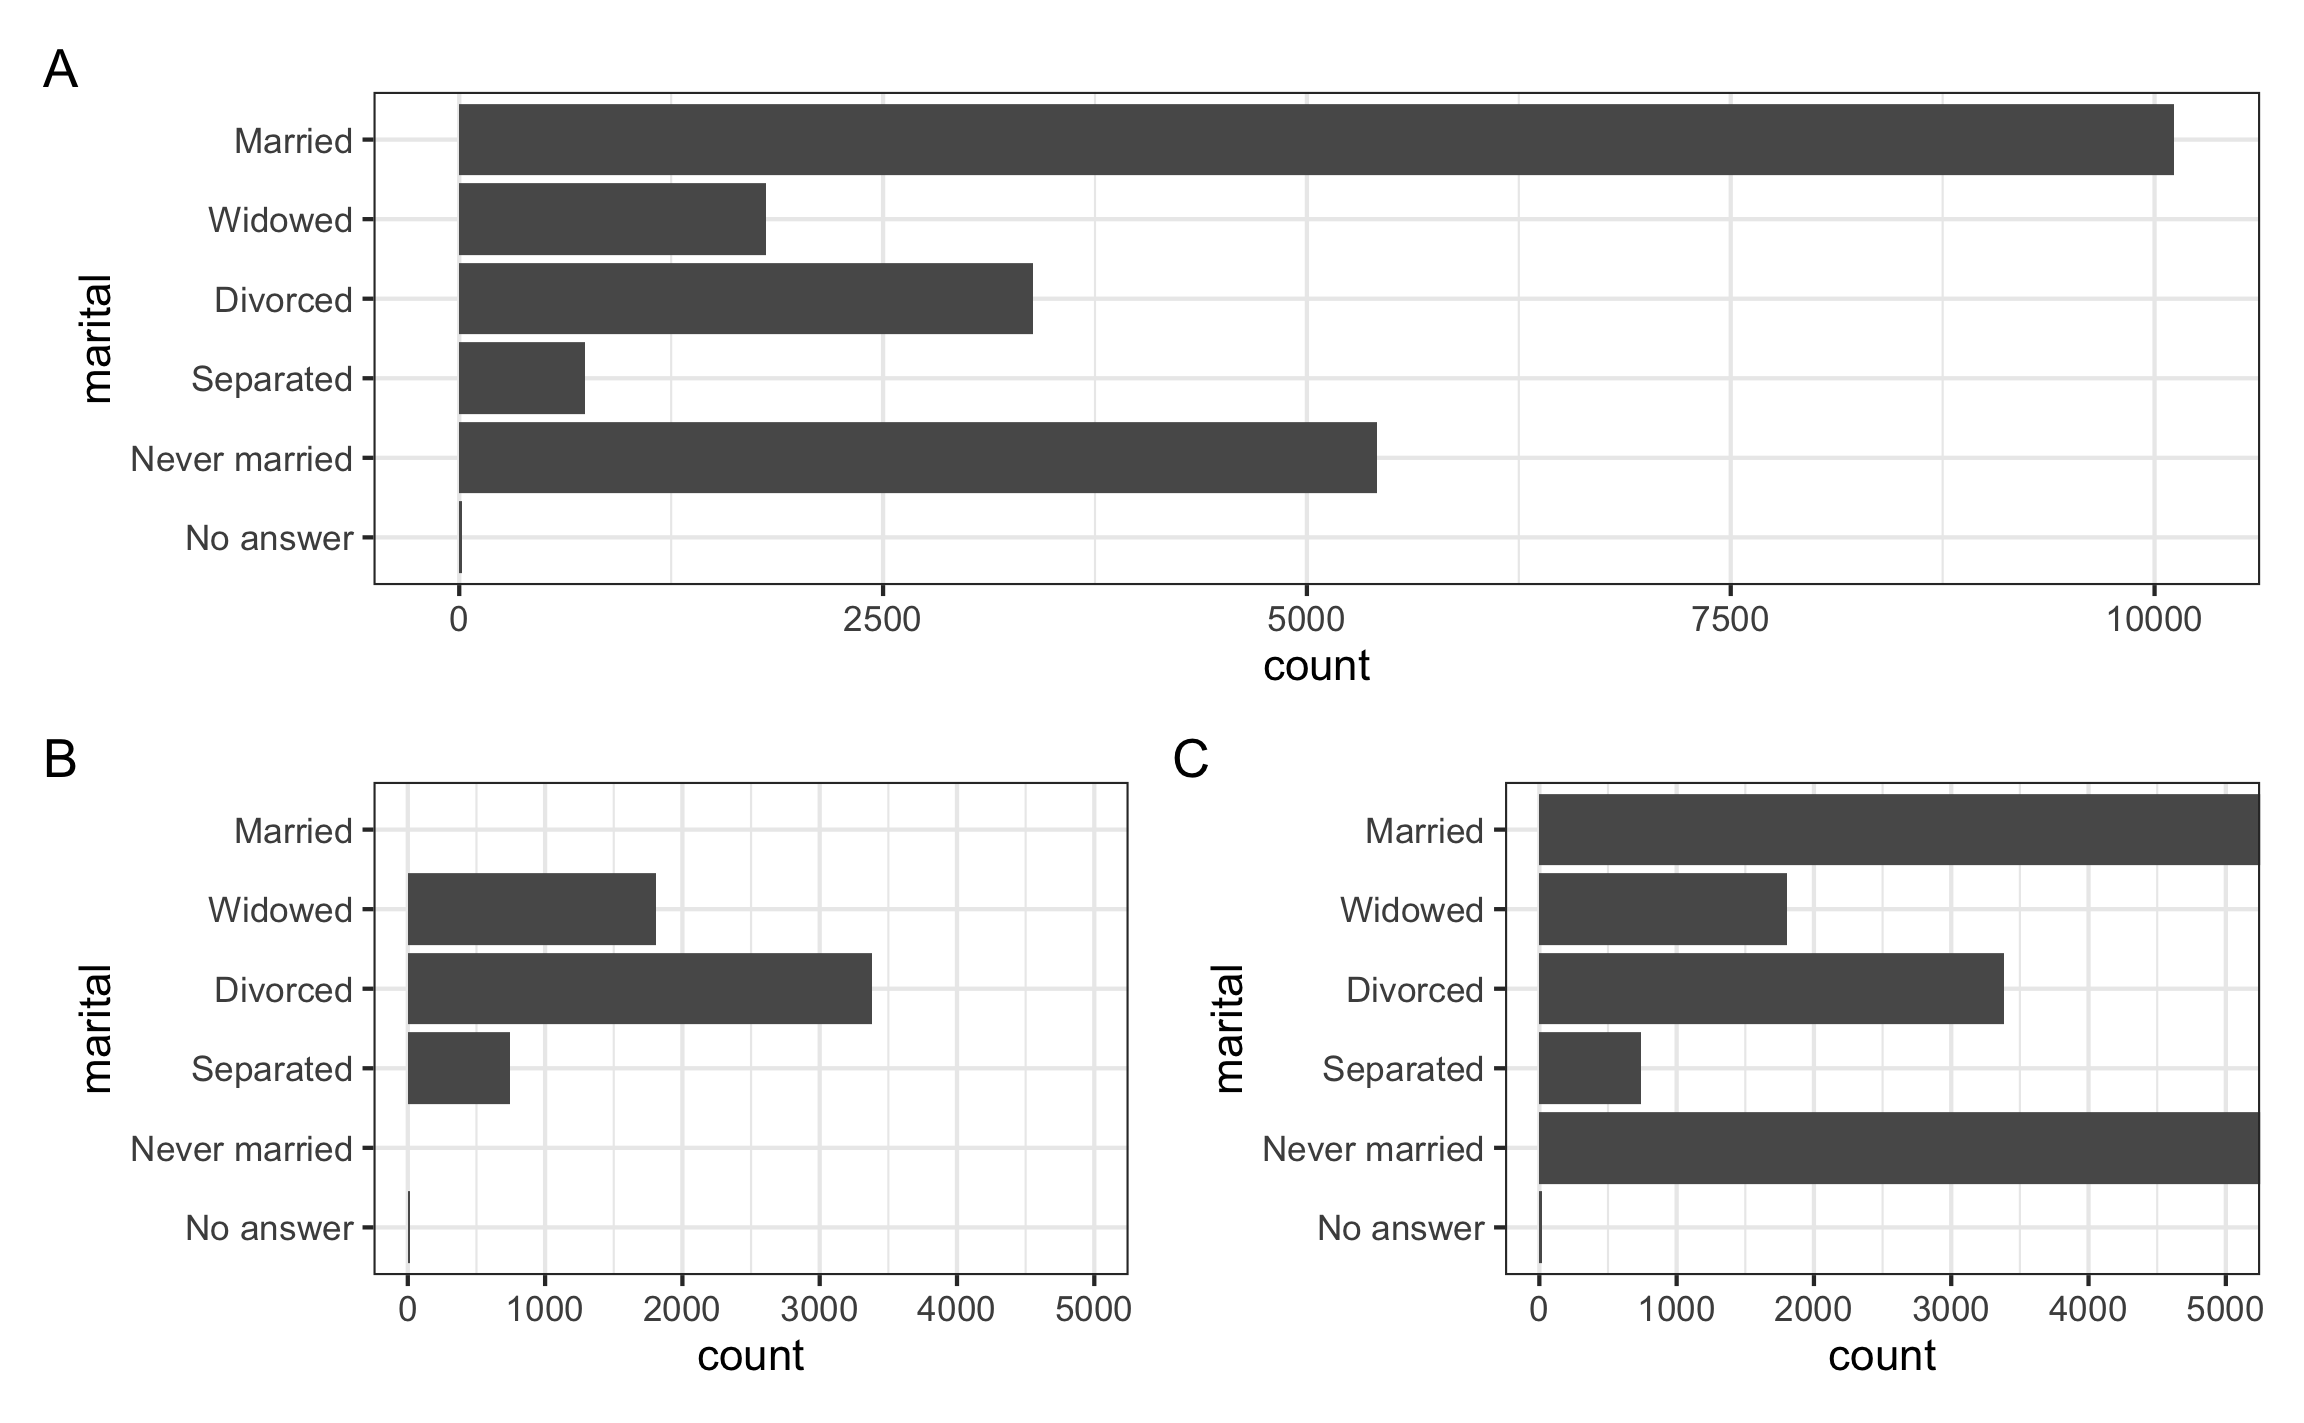 A
Married
Widowed
Divorced
Separated
Never married
No answer
marital
0 2500 5000 7500 10000
count
B
Married
Widowed
Divorced
Separated
Never married
No answer
marital
0 1000 2000 3000 4000 5000
count
C
Married
Widowed
Divorced
Separated
Never married
No answer
marital
0 1000 2000 3000 4000 5000
count